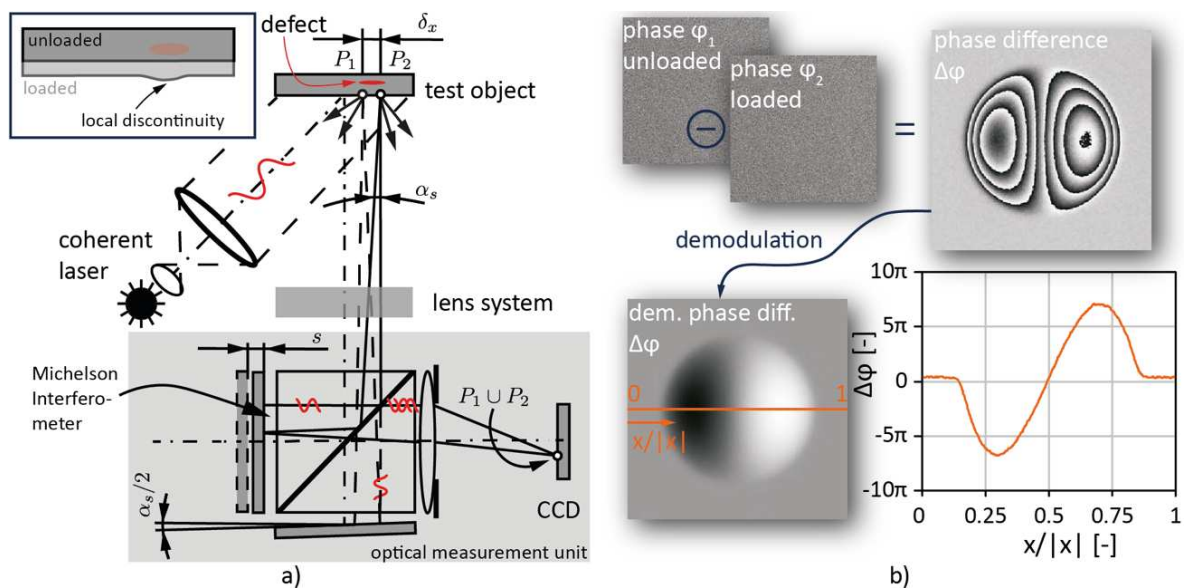 unloaded
loaded
local discontinuity
defect
δx
P1
P2
test object
αs
coherent
laser
lens system
s
Michelson
Interfero-
meter
P1 ∪ P2
αs/2
CCD
optical measurement unit
a)
phase φ1
unloaded
phase φ2
loaded
−
=
phase difference
Δφ
demodulation
dem. phase diff.
Δφ
0
1
x/|x|
10π
5π
0
-5π
-10π
Δφ [-]
0
0.25
0.5
0.75
1
x/|x| [-]
b)